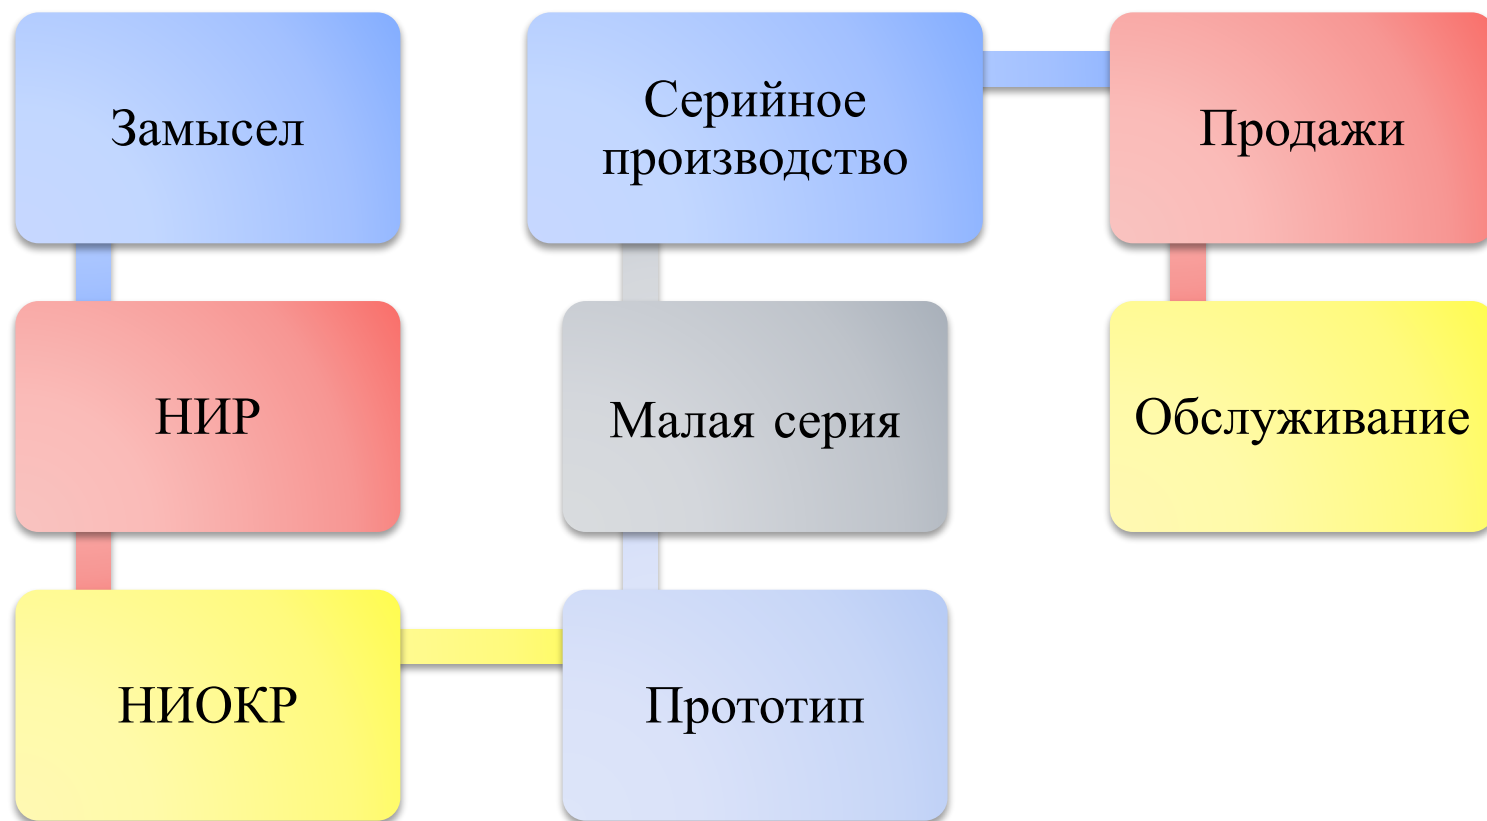 Замысел
НИР
НИОКР
Прототип
Малая серия
Серийное
производство
Продажи
Обслуживание